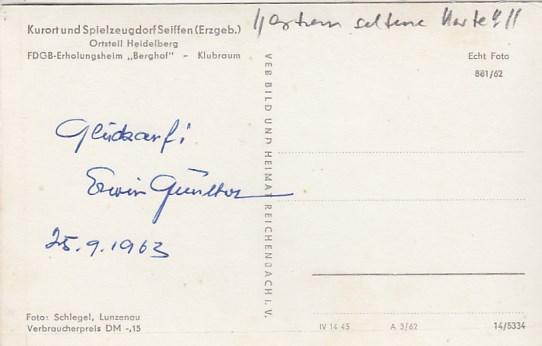 Kurort und Spielzeugdorf Seiffen (Erzgeb.)
Ortsteil Heidelberg
FDGB-Erholungsheim „Berghof" - Klubraum
extrem seltene Karte!!
Echt Foto
881/62
VEB BILD UND HEIMAT REICHENBACH I. V.
Glückauf!
Erwin Günther
25.9.1963
Foto: Schlegel, Lunzenau
Verbraucherpreis DM -,15
IV 14 45 A 3/62 14/5334